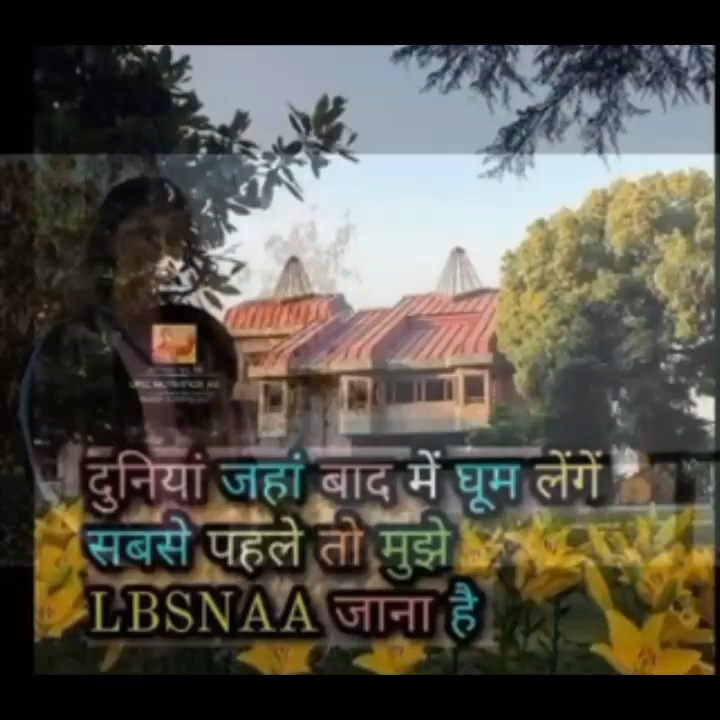 दुनियां जहां बाद में घूम लेंगें
सबसे पहले तो मुझे
LBSNAA जाना है